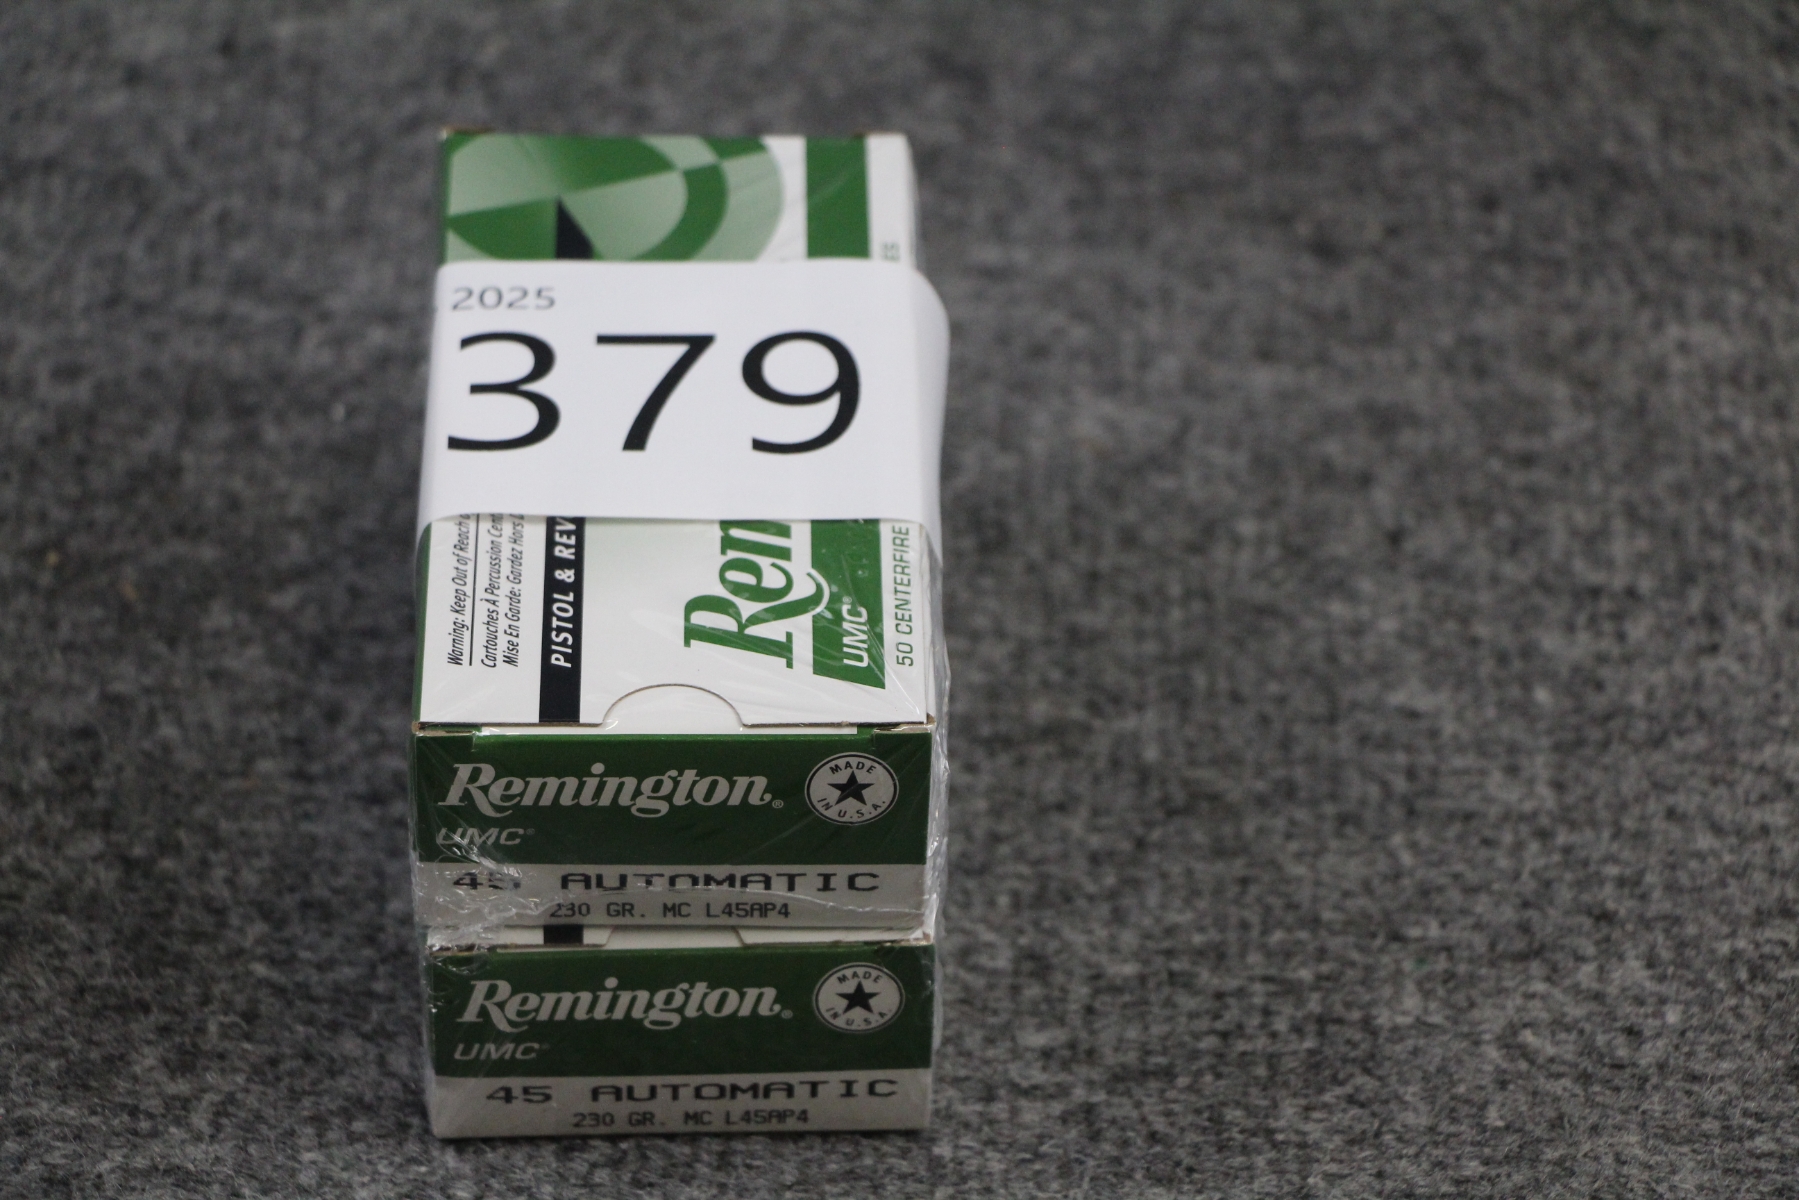 ES
2025
379
Warning: Keep Out of Reach
Cartouches À Percussion Cent
Mise En Garde: Gardez Hors
PISTOL & REV
Rem
UMC®
50 CENTERFIRE
Remington®
MADE IN U.S.A.
UMC®
45 AUTOMATIC
230 GR. MC L45AP4
Remington®
MADE IN U.S.A.
UMC®
45 AUTOMATIC
230 GR. MC L45AP4